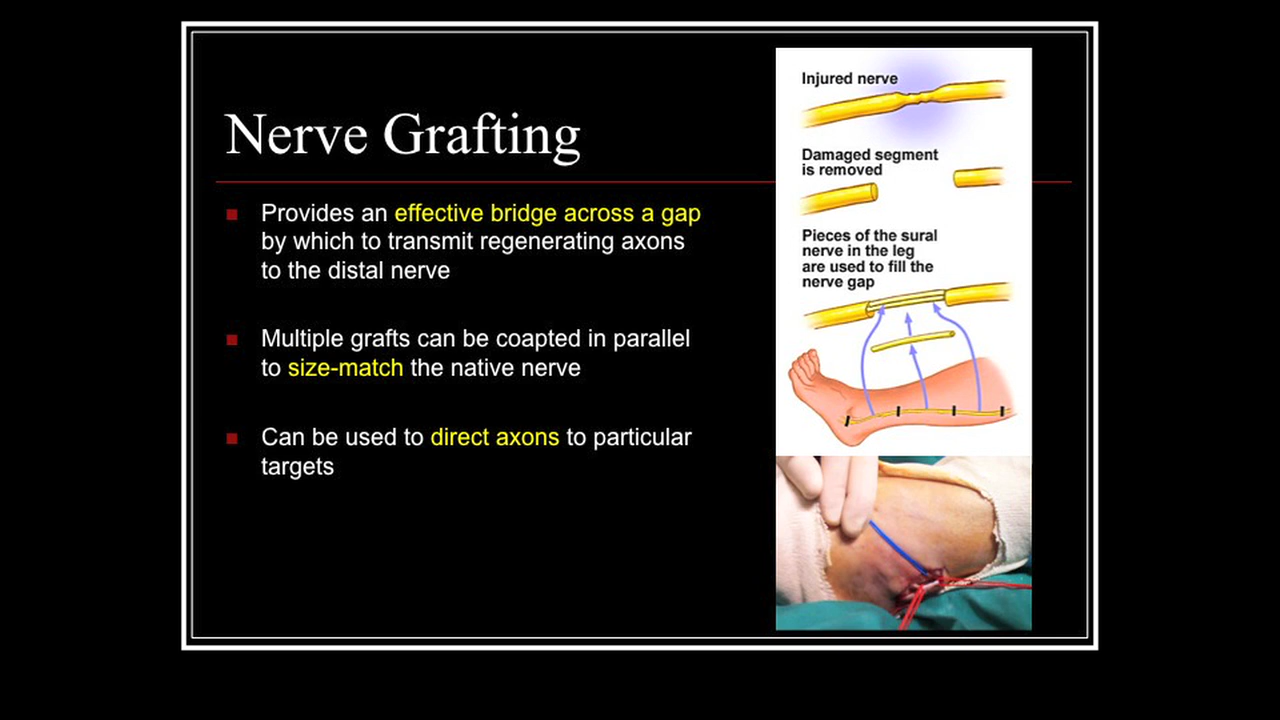 Nerve Grafting
Provides an effective bridge across a gap
by which to transmit regenerating axons
to the distal nerve
Multiple grafts can be coapted in parallel
to size-match the native nerve
Can be used to direct axons to particular
targets
Injured nerve
Damaged segment
is removed
Pieces of the sural
nerve in the leg
are used to fill the
nerve gap